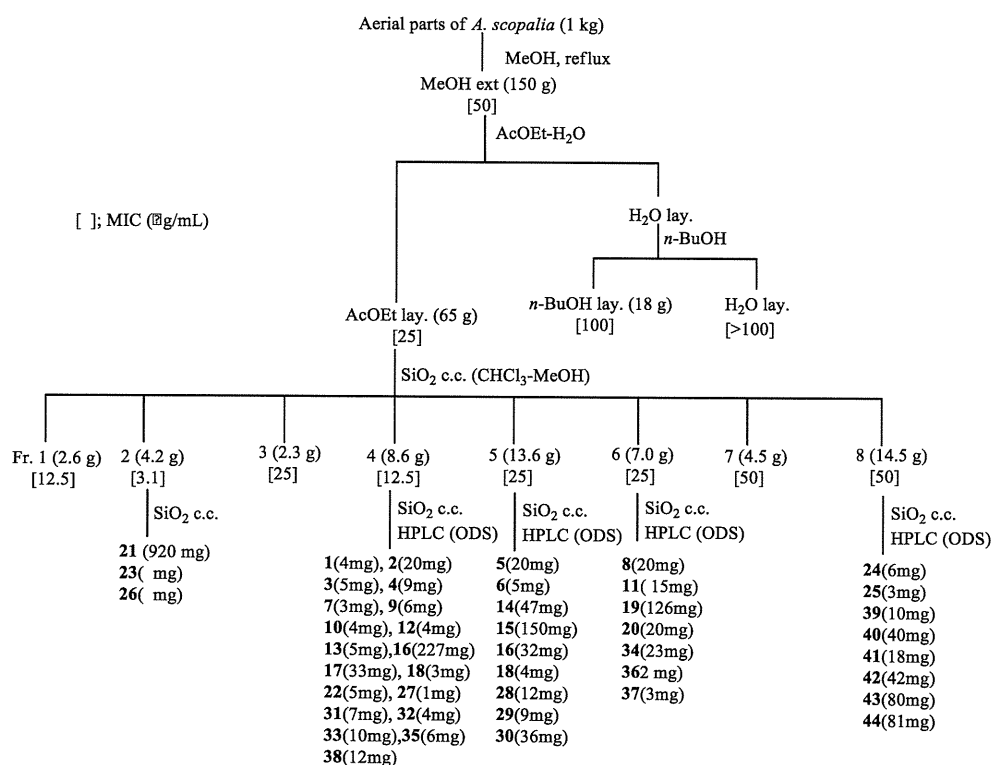 Aerial parts of A. scopalia (1 kg)
MeOH, reflux
MeOH ext (150 g)
[50]
AcOEt-H2O
[ ]; MIC (�g/mL)
H2O lay.
n-BuOH
n-BuOH lay. (18 g)
[100]
H2O lay.
[>100]
AcOEt lay. (65 g)
[25]
SiO2 c.c. (CHCl3-MeOH)
Fr. 1 (2.6 g)
[12.5]
2 (4.2 g)
[3.1]
3 (2.3 g)
[25]
4 (8.6 g)
[12.5]
5 (13.6 g)
[25]
6 (7.0 g)
[25]
7 (4.5 g)
[50]
8 (14.5 g)
[50]
SiO2 c.c.
21 (920 mg)
23( mg)
26( mg)
SiO2 c.c.
HPLC (ODS)
1(4mg), 2(20mg)
3(5mg), 4(9mg)
7(3mg), 9(6mg)
10(4mg), 12(4mg)
13(5mg),16(227mg)
17(33mg), 18(3mg)
22(5mg), 27(1mg)
31(7mg), 32(4mg)
33(10mg),35(6mg)
38(12mg)
SiO2 c.c.
HPLC (ODS)
5(20mg)
6(5mg)
14(47mg)
15(150mg)
16(32mg)
18(4mg)
28(12mg)
29(9mg)
30(36mg)
SiO2 c.c.
HPLC (ODS)
8(20mg)
11( 15mg)
19(126mg)
20(20mg)
34(23mg)
362 mg)
37(3mg)
SiO2 c.c.
HPLC (ODS)
24(6mg)
25(3mg)
39(10mg)
40(40mg)
41(18mg)
42(42mg)
43(80mg)
44(81mg)